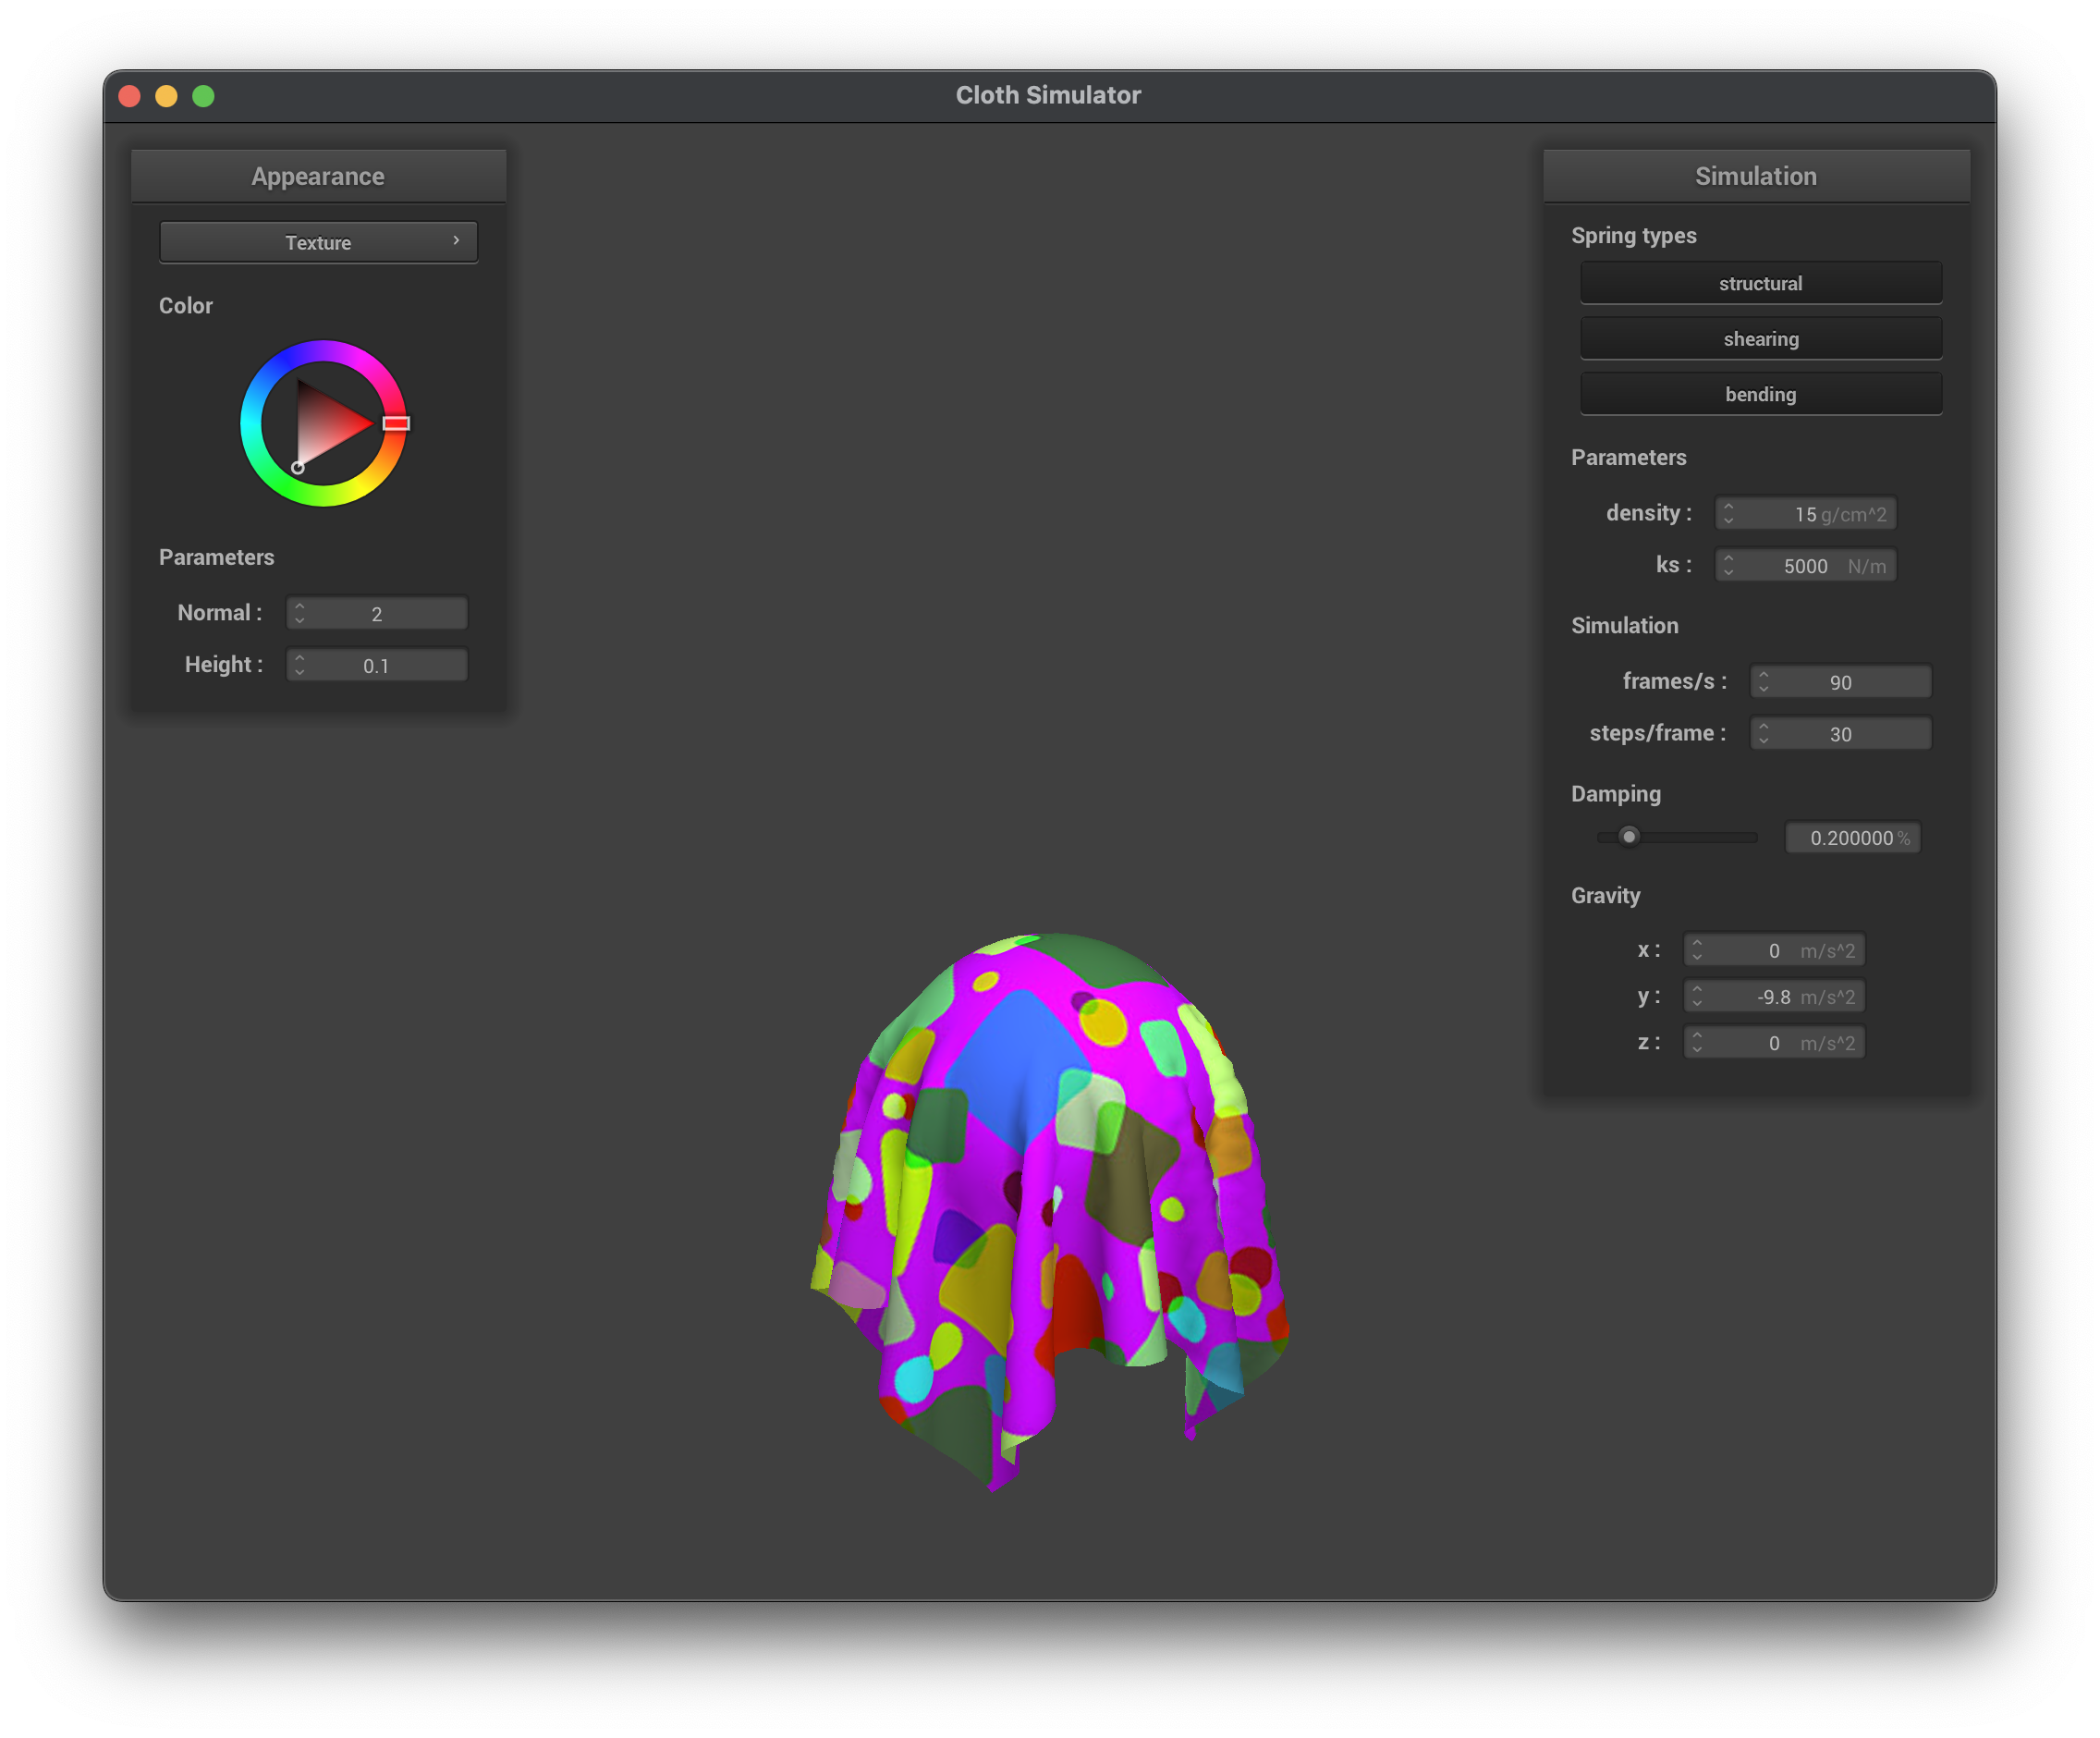 Cloth Simulator
Appearance
Texture
Color
Parameters
Normal : 2
Height : 0.1
Simulation
Spring types
structural
shearing
bending
Parameters
density : 15 g/cm^2
ks : 5000 N/m
Simulation
frames/s : 90
steps/frame : 30
Damping
0.200000 %
Gravity
x : 0 m/s^2
y : -9.8 m/s^2
z : 0 m/s^2